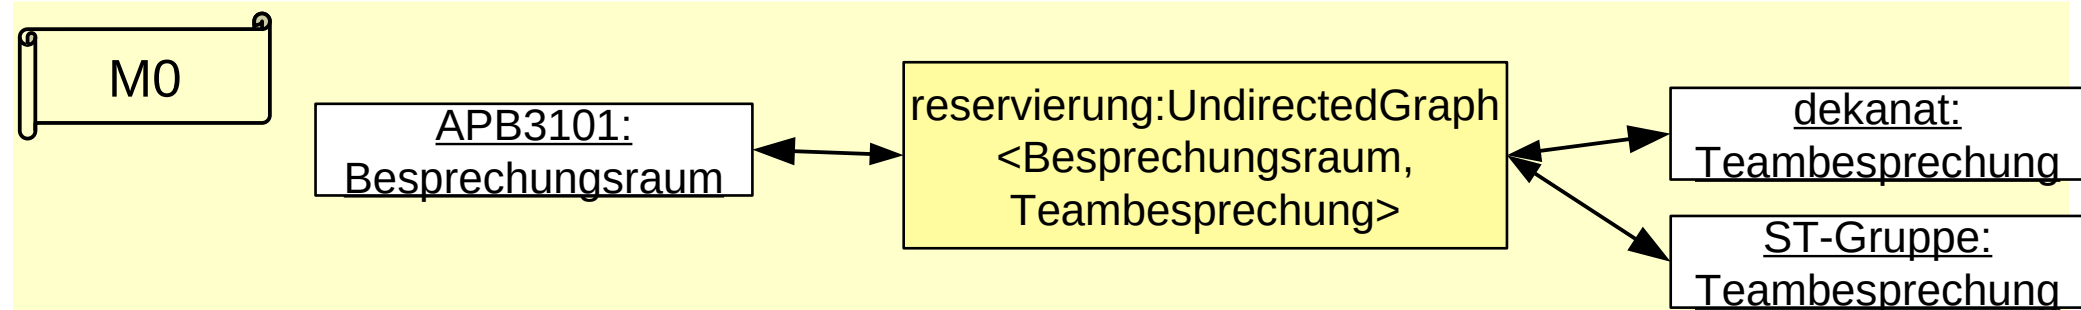 M0
APB3101:
Besprechungsraum
reservierung:UndirectedGraph
<Besprechungsraum,
Teambesprechung>
dekanat:
Teambesprechung
ST-Gruppe:
Teambesprechung